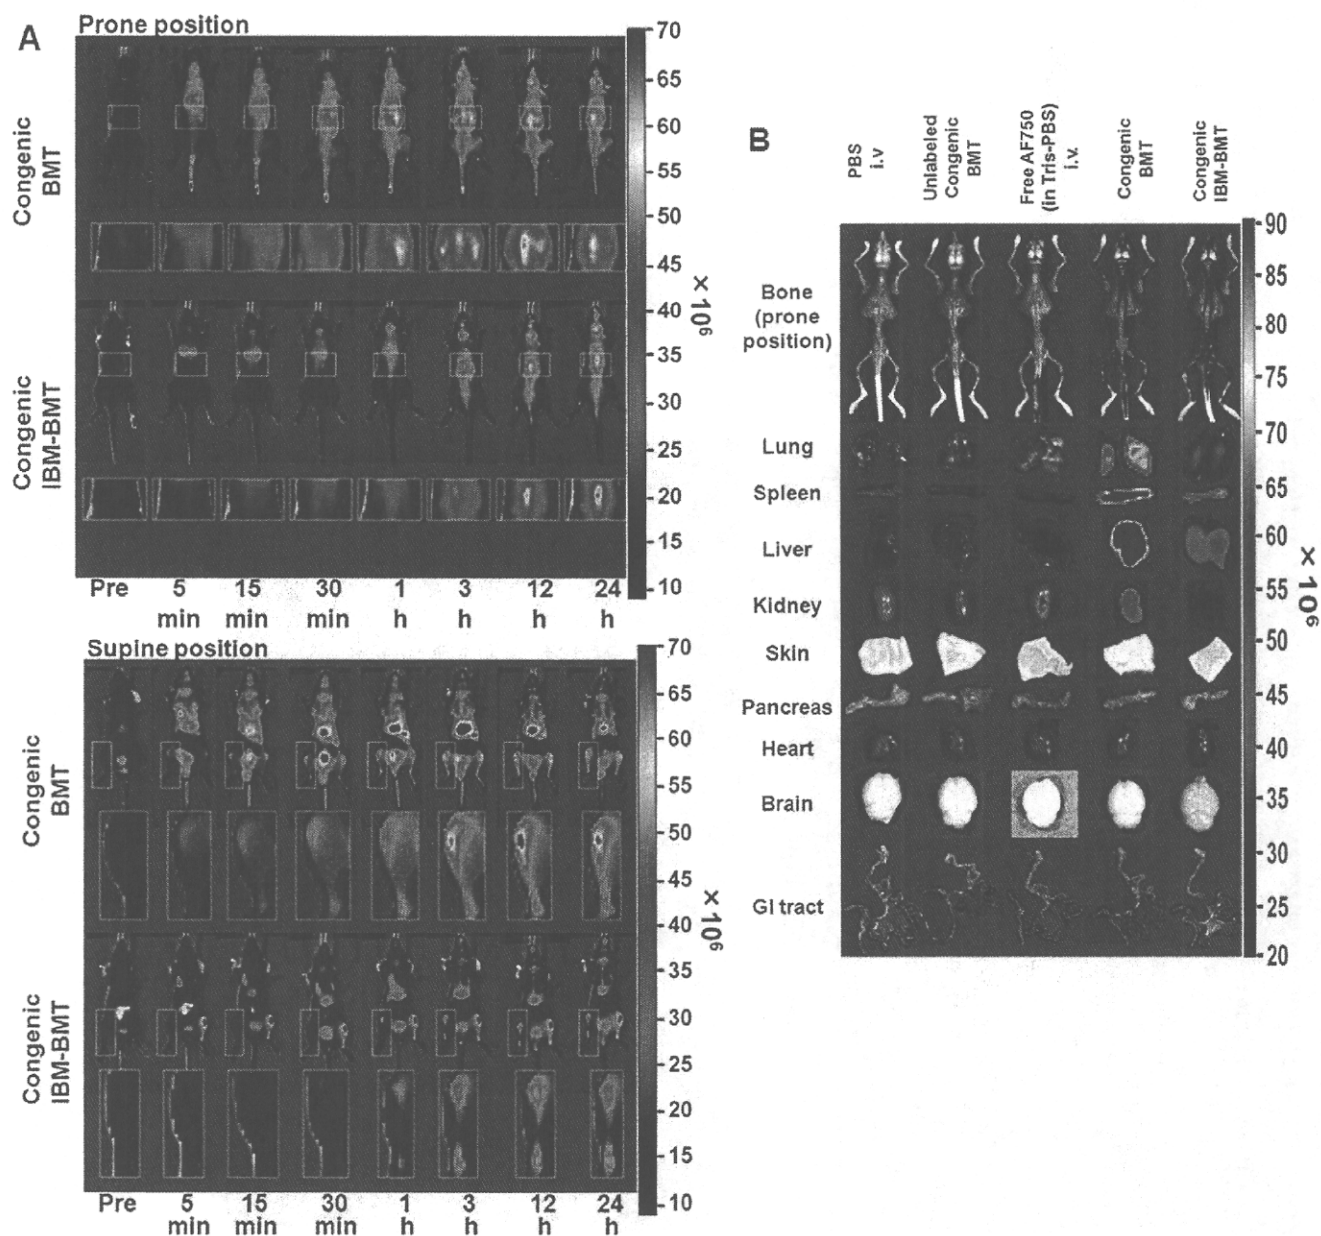 A
Prone position
Congenic
BMT
Congenic
IBM-BMT
70
65
60
55
50
45
40
35
30
25
20
15
10
× 10⁶
Pre 5 15 30 1 3 12 24
min min min h h h h
Supine position
Congenic
BMT
Congenic
IBM-BMT
70
65
60
55
50
45
40
35
30
25
20
15
10
× 10⁶
Pre 5 15 30 1 3 12 24
min min min h h h h
B
PBS
i.v
Unlabeled
Congenic
BMT
Free AF750
(in Tris-PBS)
i.v.
Congenic
BMT
Congenic
IBM-BMT
Bone
(prone
position)
Lung
Spleen
Liver
Kidney
Skin
Pancreas
Heart
Brain
GI tract
90
85
80
75
70
65
60
55
50
45
40
35
30
25
20
× 10⁶